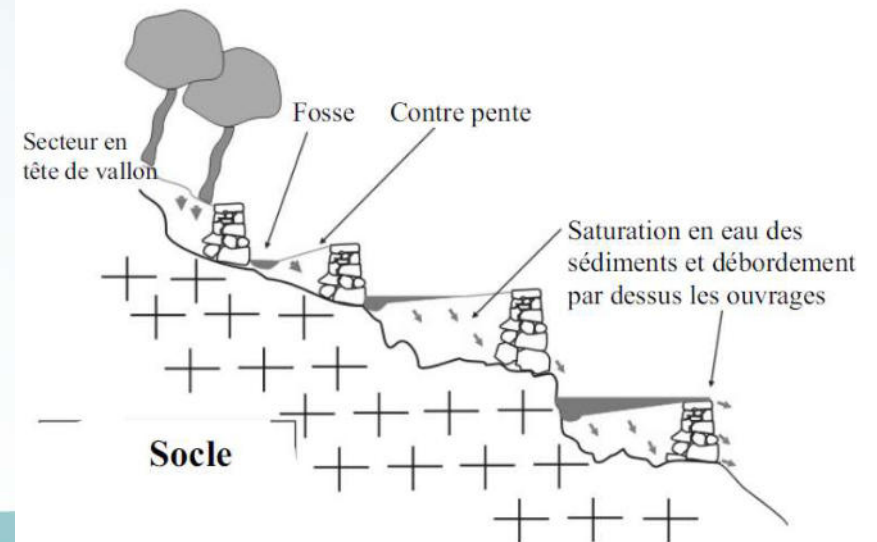 Fosse
Contre pente
Secteur en
tête de vallon
Saturation en eau des
sédiments et débordement
par dessus les ouvrages
Socle